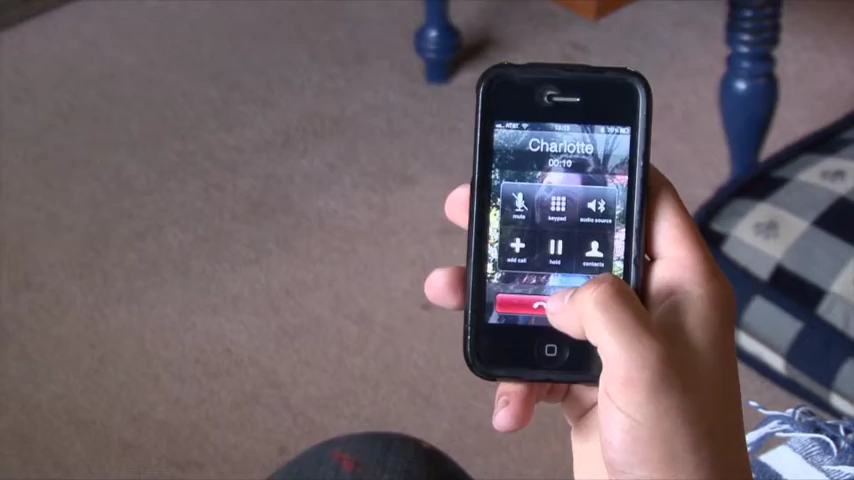 AT&T
Charlotte
00:10
mute keypad audio source
add call hold contacts